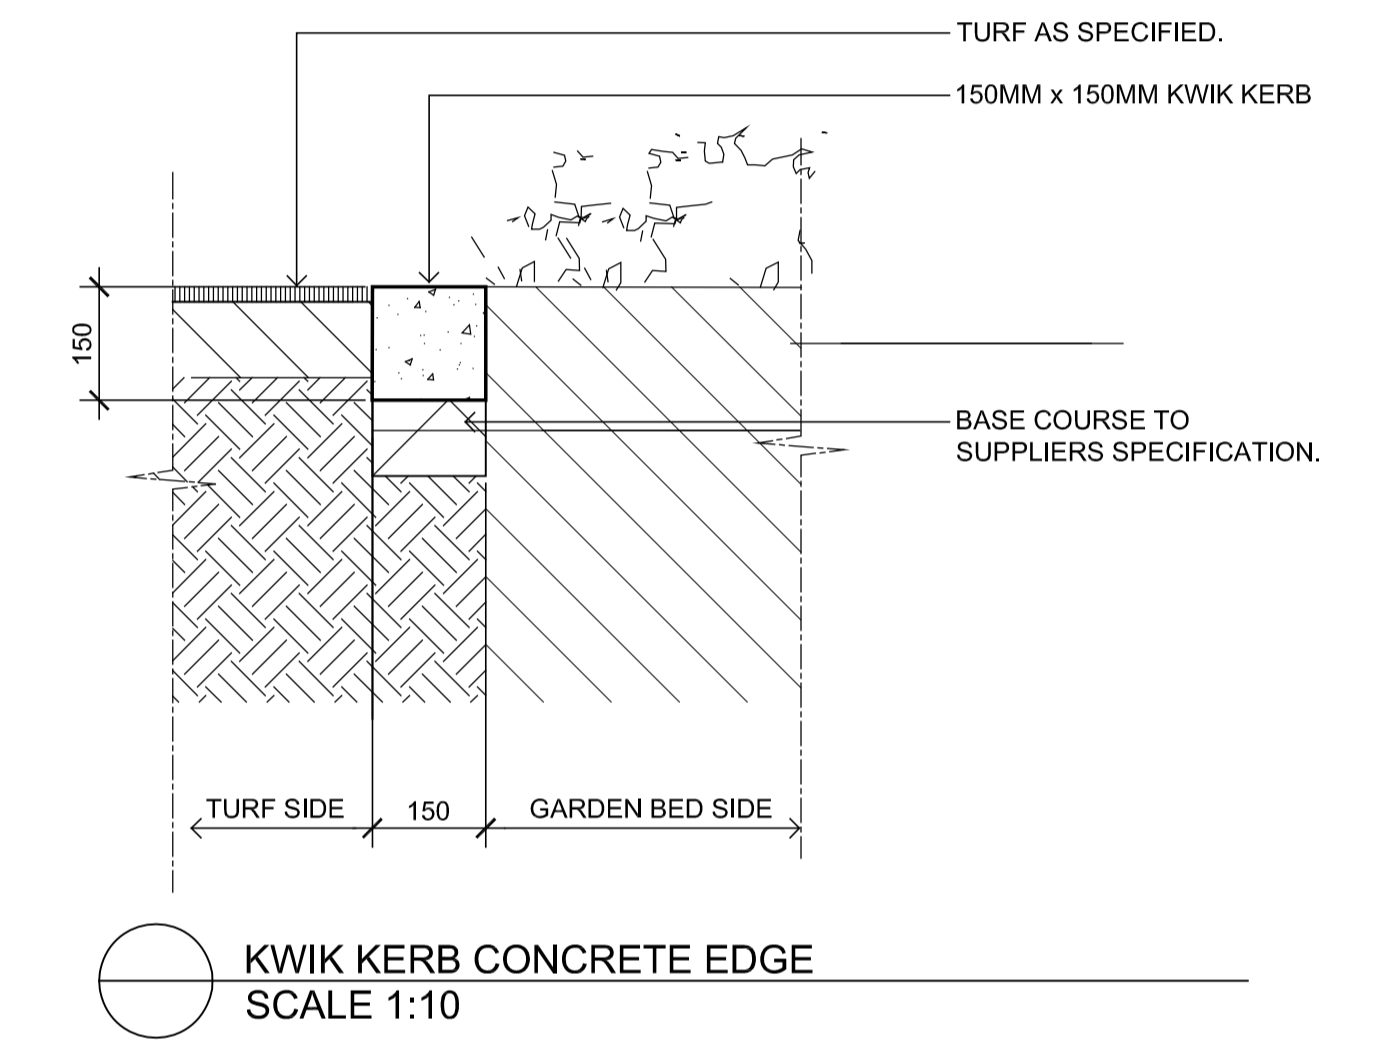 TURF AS SPECIFIED.
150MM x 150MM KWIK KERB
150
BASE COURSE TO
SUPPLIERS SPECIFICATION.
TURF SIDE
150
GARDEN BED SIDE
KWIK KERB CONCRETE EDGE
SCALE 1:10